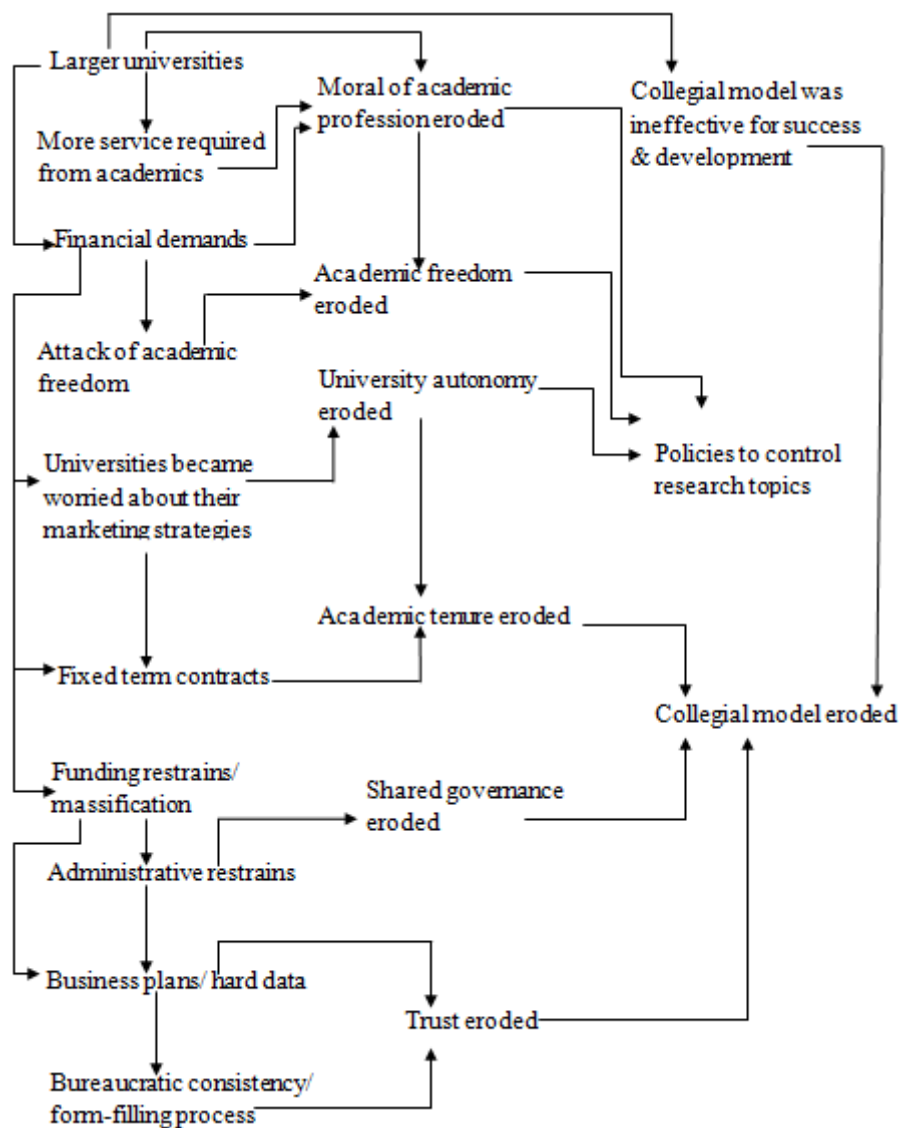 Larger universities
Moral of academic
profession eroded
Collegial model was
ineffective for success
& development
More service required
from academics
Financial demands
Academic freedom
eroded
Attack of academic
freedom
University autonomy
eroded
Universities became
worried about their
marketing strategies
Policies to control
research topics
Academic tenure eroded
Fixed term contracts
Collegial model eroded
Funding restrains/
massification
Shared governance
eroded
Administrative restrains
Business plans/ hard data
Trust eroded
Bureaucratic consistency/
form-filling process